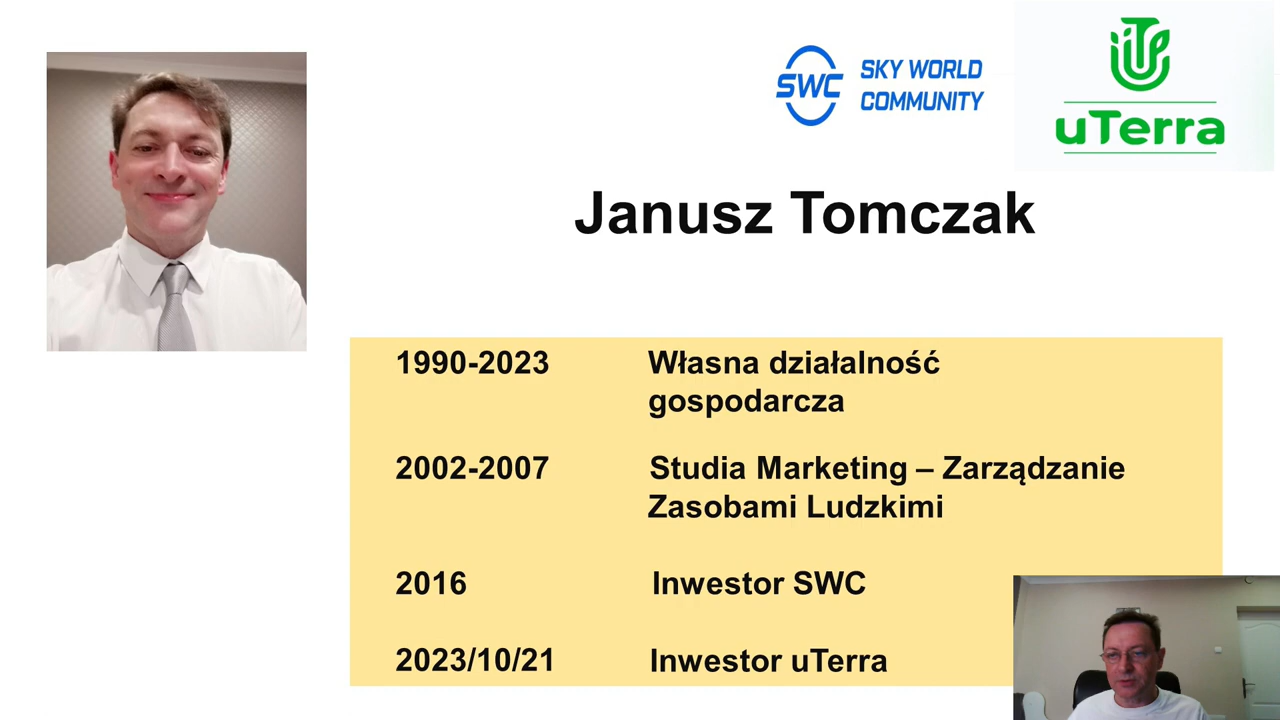 SWC
SKY WORLD
COMMUNITY
uTerra
Janusz Tomczak
1990-2023 Własna działalność
gospodarcza
2002-2007 Studia Marketing – Zarządzanie
Zasobami Ludzkimi
2016 Inwestor SWC
2023/10/21 Inwestor uTerra